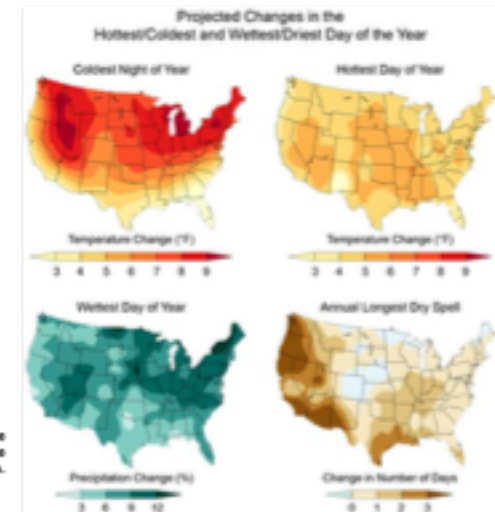 Projected Changes in the
Hottest/Coldest and Wettest/Driest Day of the Year
Coldest Night of Year
Hottest Day of Year
Temperature Change (°F)
Temperature Change (°F)
3 4 5 6 7 8 9
3 4 5 6 7 8 9
Wettest Day of Year
Annual Longest Dry Spell
Precipitation Change (%)
Change in Number of Days
3 6 9 12
0 1 2 3